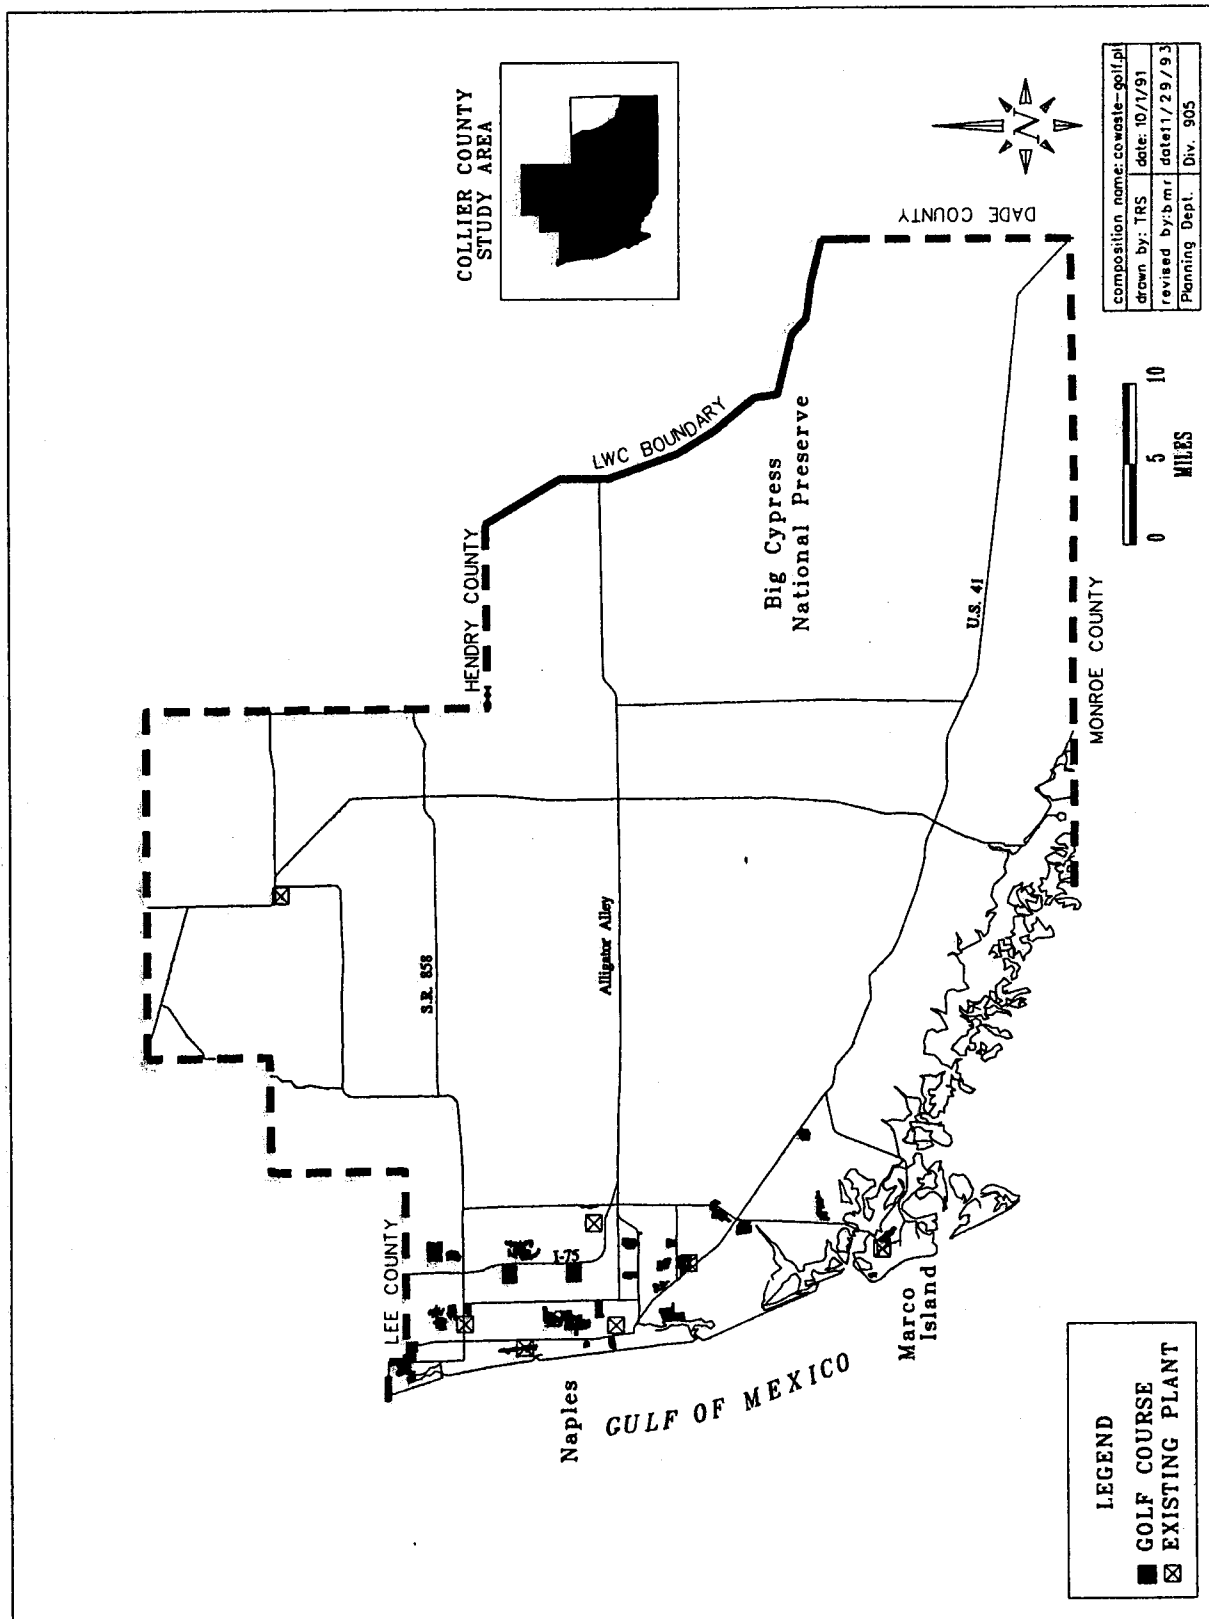 COLLIER COUNTY
STUDY AREA
composition name: cowaste-golf.plt
drawn by: TRS
date: 10/1/91
revised by: bmr
date11/29/93
Planning Dept.
Div. 905
N
DADE COUNTY
LWC BOUNDARY
HENDRY COUNTY
Big Cypress
National Preserve
U.S. 41
MONROE COUNTY
0 5 10
MILES
S.R. 858
Alligator Alley
LEE COUNTY
I-75
Naples
GULF OF MEXICO
Marco
Island
LEGEND
GOLF COURSE
EXISTING PLANT